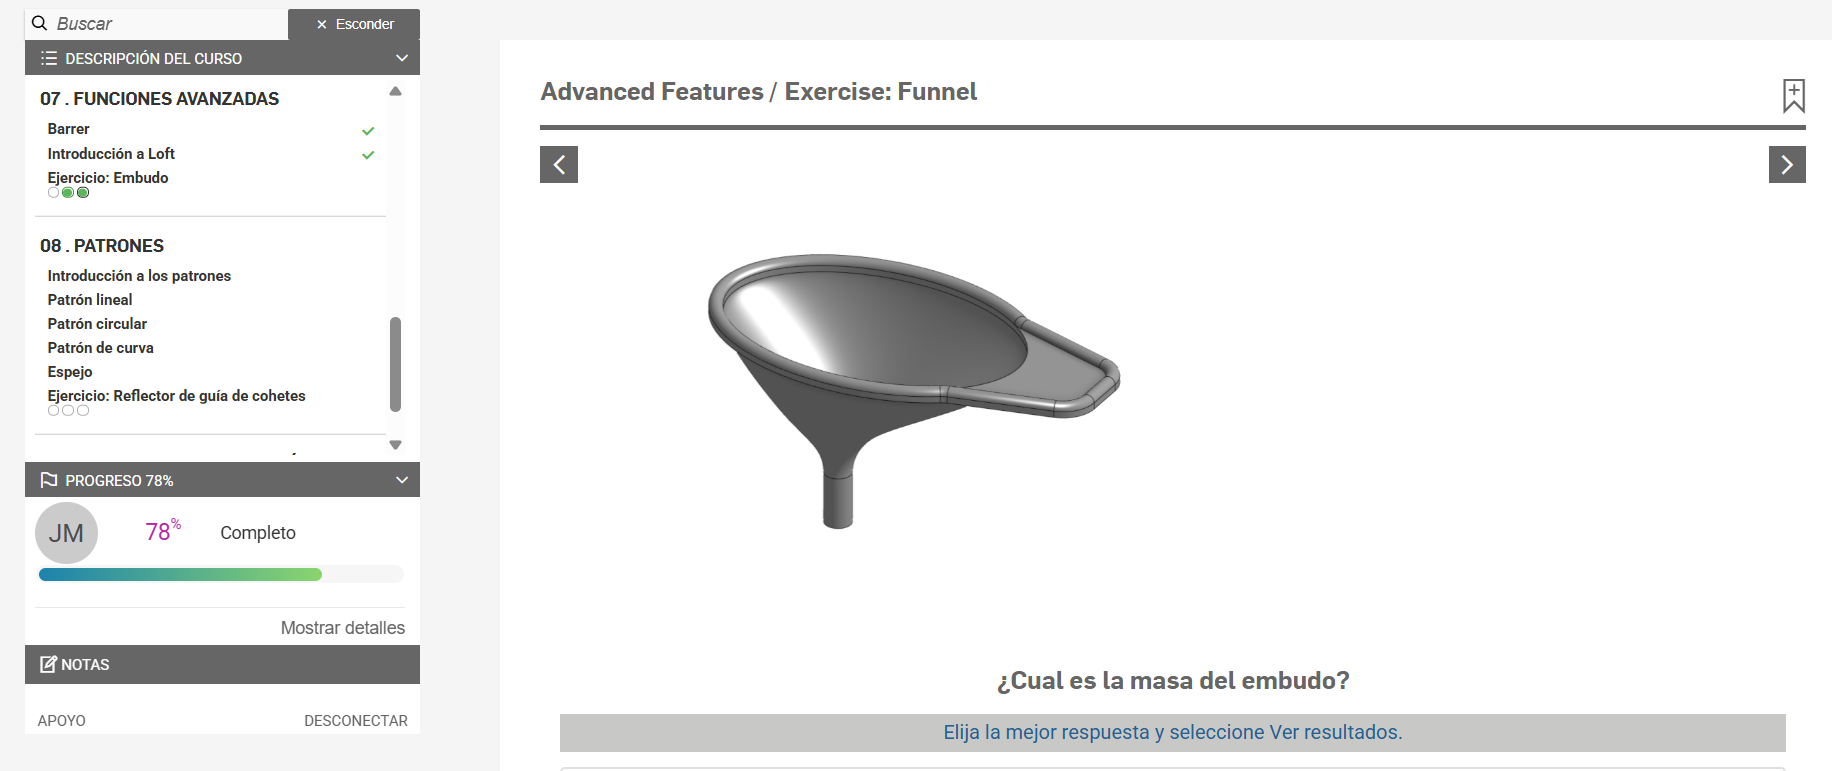 Buscar
× Esconder
DESCRIPCIÓN DEL CURSO
07 . FUNCIONES AVANZADAS
Barrer
Introducción a Loft
Ejercicio: Embudo
08 . PATRONES
Introducción a los patrones
Patrón lineal
Patrón circular
Patrón de curva
Espejo
Ejercicio: Reflector de guía de cohetes
PROGRESO 78%
JM
78%
Completo
Mostrar detalles
NOTAS
APOYO
DESCONECTAR
Advanced Features / Exercise: Funnel
¿Cual es la masa del embudo?
Elija la mejor respuesta y seleccione Ver resultados.